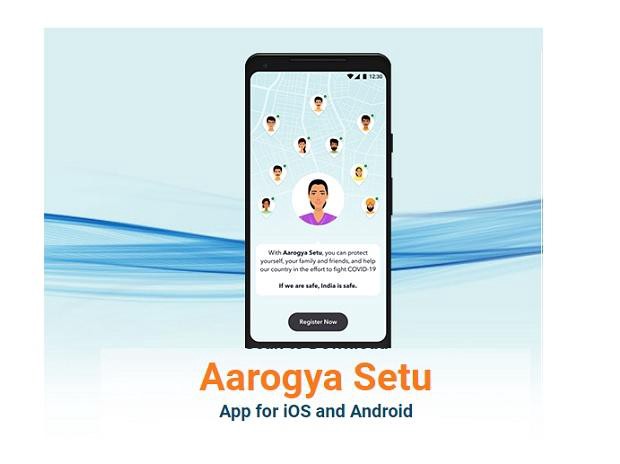 12:30
With Aarogya Setu, you can protect
yourself, your family and friends, and help
our country in the effort to fight COVID-19
If we are safe, India is safe.
Register Now
Aarogya Setu
App for iOS and Android